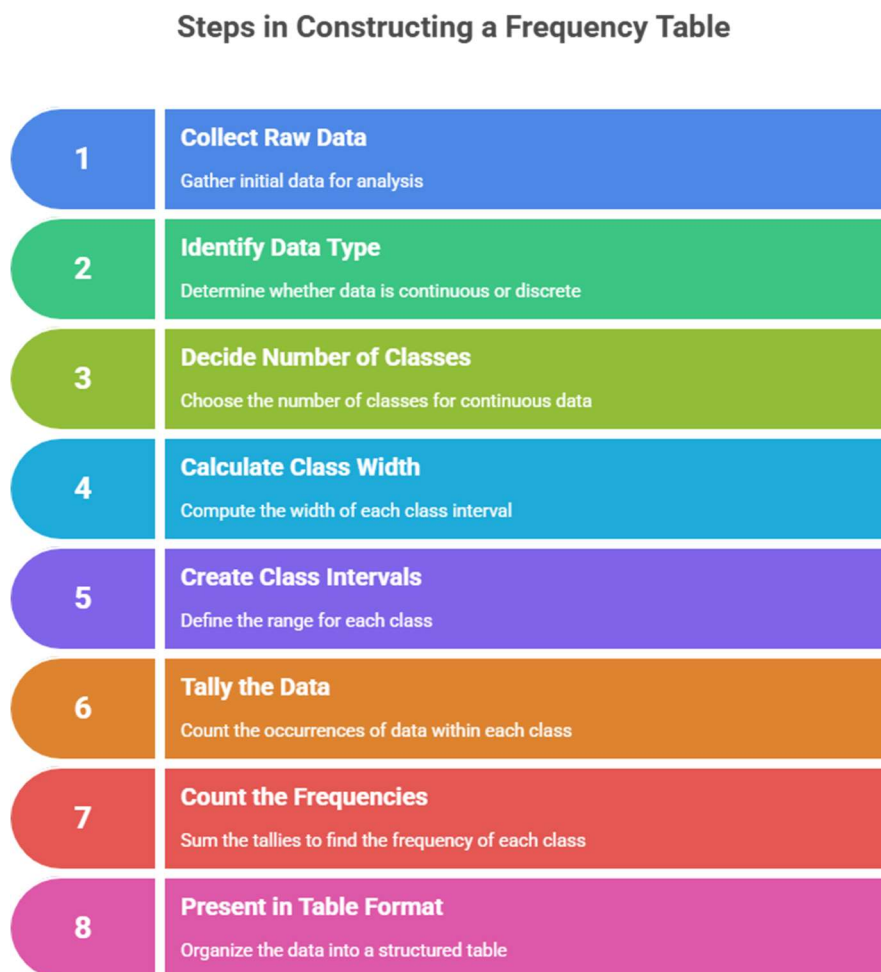 Steps in Constructing a Frequency Table
1
Collect Raw Data
Gather initial data for analysis
2
Identify Data Type
Determine whether data is continuous or discrete
3
Decide Number of Classes
Choose the number of classes for continuous data
4
Calculate Class Width
Compute the width of each class interval
5
Create Class Intervals
Define the range for each class
6
Tally the Data
Count the occurrences of data within each class
7
Count the Frequencies
Sum the tallies to find the frequency of each class
8
Present in Table Format
Organize the data into a structured table